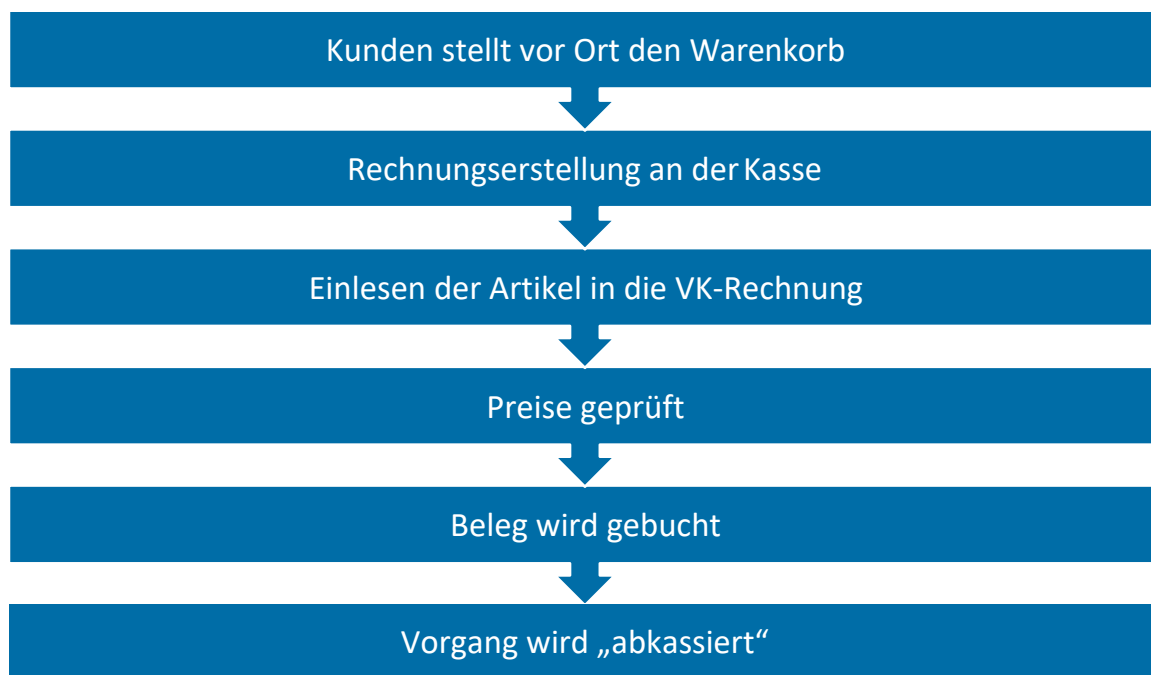 Kunden stellt vor Ort den Warenkorb
Rechnungserstellung an der Kasse
Einlesen der Artikel in die VK-Rechnung
Preise geprüft
Beleg wird gebucht
Vorgang wird „abkassiert“